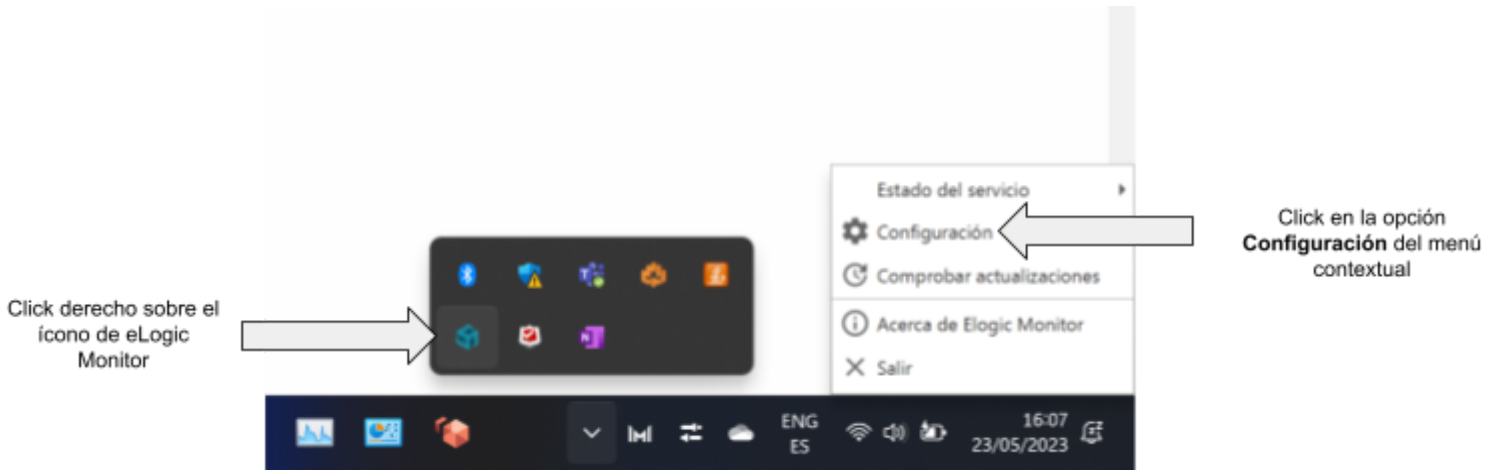 Estado del servicio
Configuración
Comprobar actualizaciones
Acerca de Elogic Monitor
Salir
Click en la opción
Configuración del menú
contextual
Click derecho sobre el
ícono de eLogic
Monitor
ENG
ES
16:07
23/05/2023